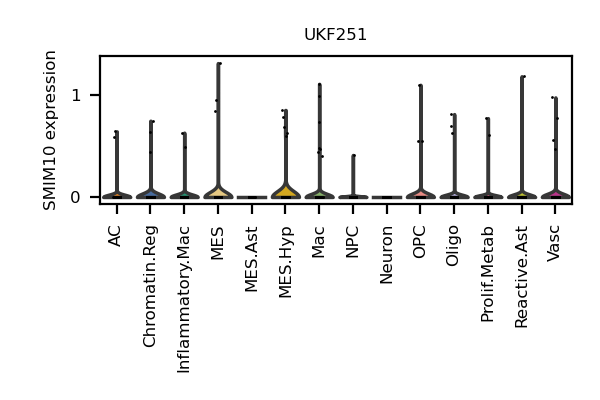 UKF251
SMIM10 expression
1
0
AC
Chromatin.Reg
Inflammatory.Mac
MES
MES.Ast
MES.Hyp
Mac
NPC
Neuron
OPC
Oligo
Prolif.Metab
Reactive.Ast
Vasc